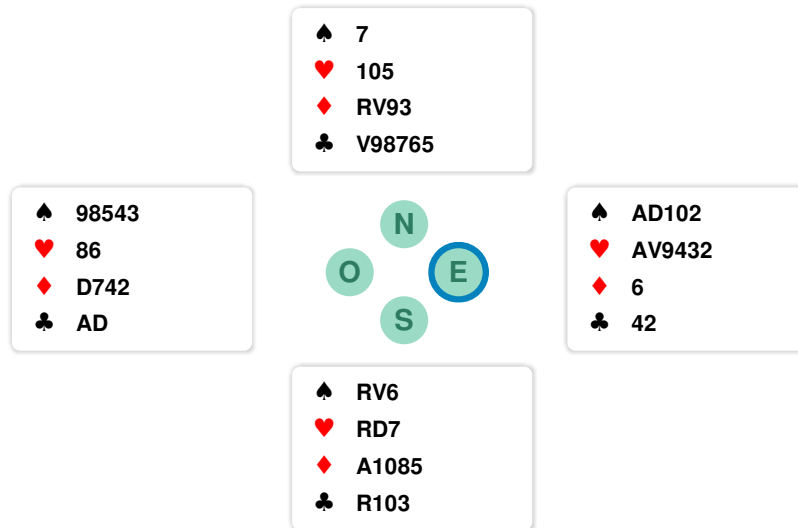 ♠ 7
♥ 105
♦ RV93
♣ V98765
♠ 98543
♥ 86
♦ D742
♣ AD
N
O
E
S
♠ AD102
♥ AV9432
♦ 6
♣ 42
♠ RV6
♥ RD7
♦ A1085
♣ R103